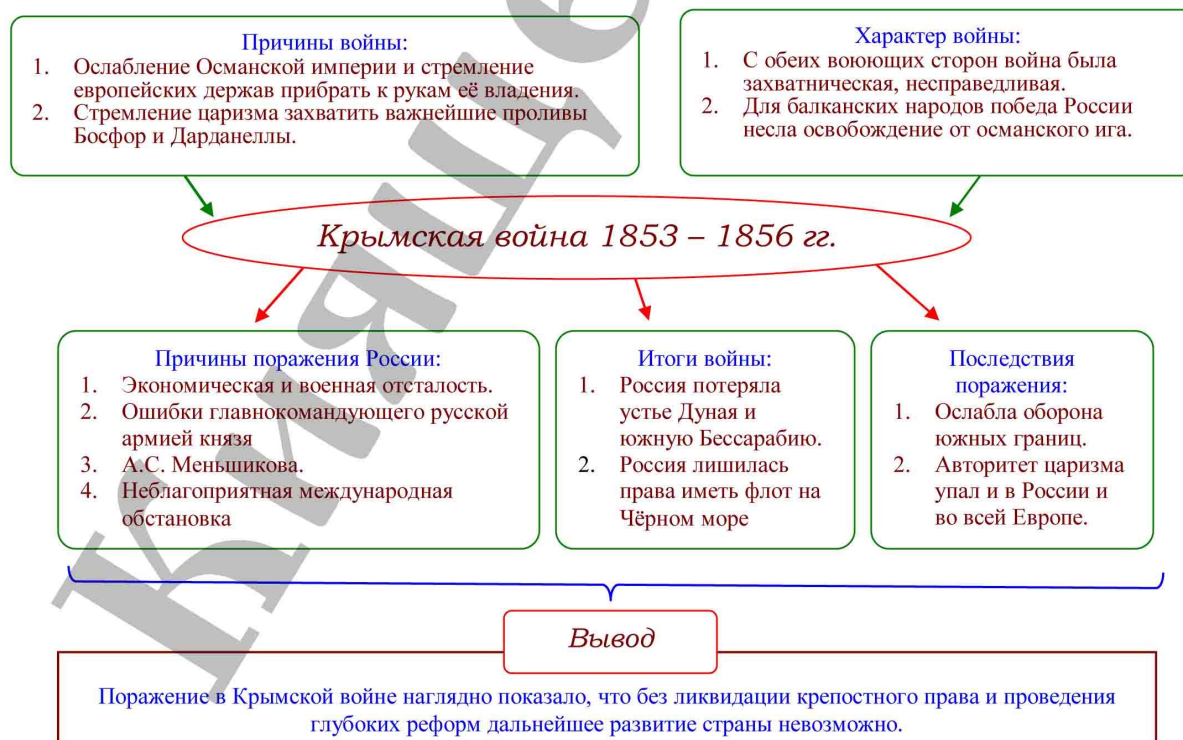 Причины войны:
1. Ослабление Османской империи и стремление
европейских держав прибрать к рукам её владения.
2. Стремление царизма захватить важнейшие проливы
Босфор и Дарданеллы.
Характер войны:
1. С обеих воюющих сторон война была
захватническая, несправедливая.
2. Для балканских народов победа России
несла освобождение от османского ига.
Крымская война 1853 – 1856 гг.
Причины поражения России:
1. Экономическая и военная отсталость.
2. Ошибки главнокомандующего русской
армией князя
3. А.С. Меньшикова.
4. Неблагоприятная международная
обстановка
Итоги войны:
1. Россия потеряла
устье Дуная и
южную Бессарабию.
2. Россия лишилась
права иметь флот на
Чёрном море
Последствия
поражения:
1. Ослабла оборона
южных границ.
2. Авторитет царизма
упал и в России и
во всей Европе.
Вывод
Поражение в Крымской войне наглядно показало, что без ликвидации крепостного права и проведения
глубоких реформ дальнейшее развитие страны невозможно.